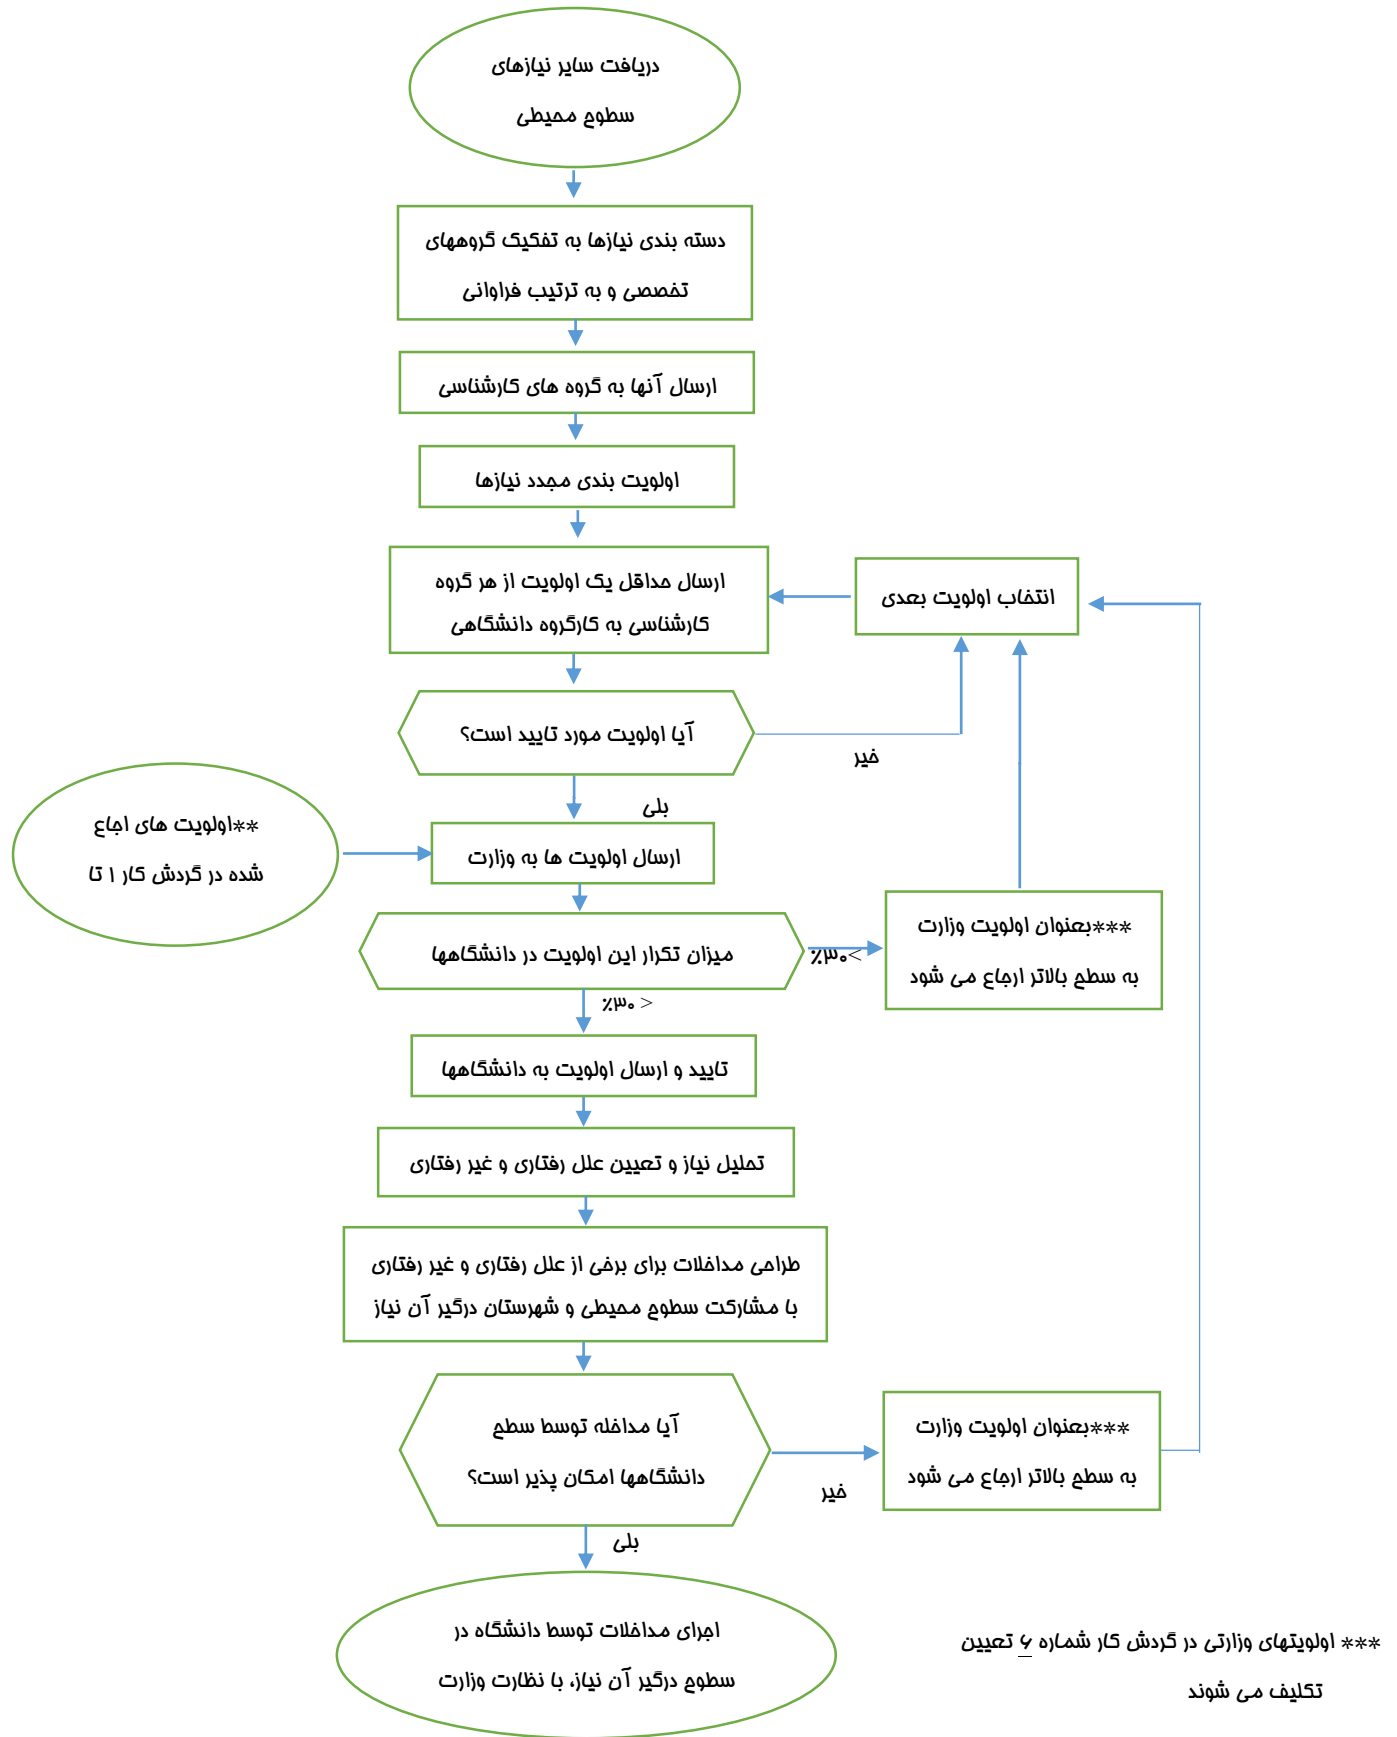 دریافت سایر نیازهای
سطوح محیطی
دسته بندی نیازها به تفکیک گروههای
تخصصی و به ترتیب فراوانی
ارسال آنها به گروه های کارشناسی
اولویت بندی مجدد نیازها
ارسال حداقل یک اولویت از هر گروه
کارشناسی به کارگروه دانشگاهی
انتخاب اولویت بعدی
آیا اولویت مورد تایید است؟
خیر
بلی
**اولویت های اجاع
شده در گردش کار ۱ تا
ارسال اولویت ها به وزارت
میزان تکرار این اولویت در دانشگاهها
>۳۰٪
***بعنوان اولویت وزارت
به سطح بالاتر ارجاع می شود
< ۳۰٪
تایید و ارسال اولویت به دانشگاهها
تحلیل نیاز و تعیین علل رفتاری و غیر رفتاری
طراحی مداخلات برای برخی از علل رفتاری و غیر رفتاری
با مشارکت سطوح محیطی و شهرستان درگیر آن نیاز
آیا مداخله توسط سطح
دانشگاهها امکان پذیر است؟
خیر
***بعنوان اولویت وزارت
به سطح بالاتر ارجاع می شود
بلی
اجرای مداخلات توسط دانشگاه در
سطوح درگیر آن نیاز، با نظارت وزارت
*** اولویتهای وزارتی در گردش کار شماره ۶ تعیین
تکلیف می شوند